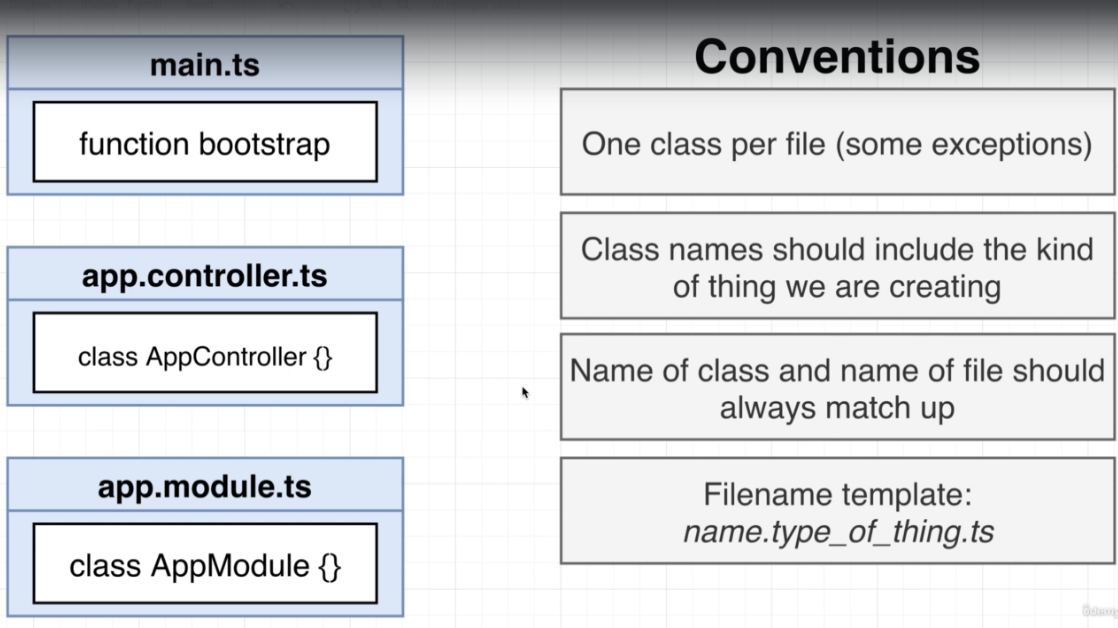 main.ts
function bootstrap
app.controller.ts
class AppController {}
app.module.ts
class AppModule {}
Conventions
One class per file (some exceptions)
Class names should include the kind
of thing we are creating
Name of class and name of file should
always match up
Filename template:
name.type_of_thing.ts